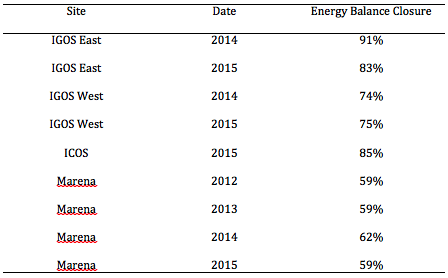 Site Date Energy Balance Closure
IGOS East 2014 91%
IGOS East 2015 83%
IGOS West 2014 74%
IGOS West 2015 75%
ICOS 2015 85%
Marena 2012 59%
Marena 2013 59%
Marena 2014 62%
Marena 2015 59%